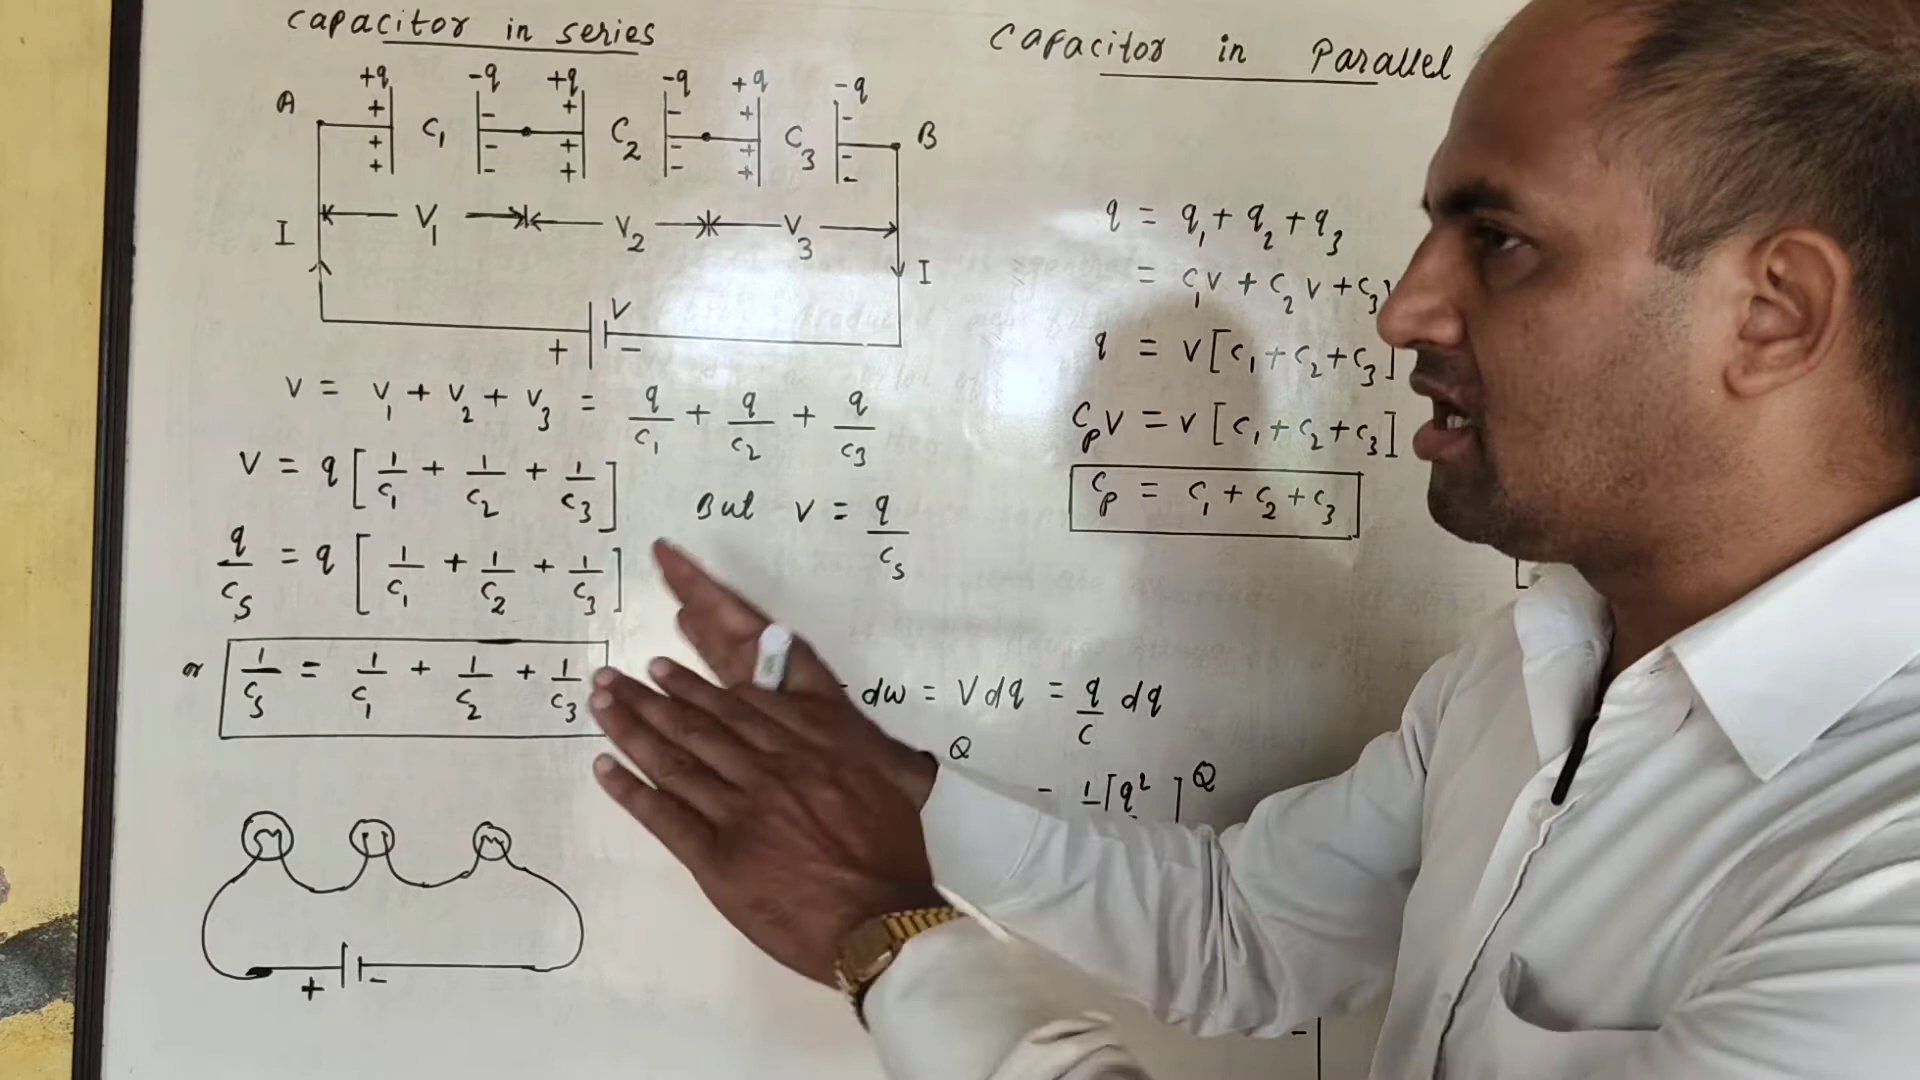 Capacitor in series
+q -q +q -q +q -q
A C1 C2 C3 B
I V1 V2 V3 I
V
+ -
V = V1 + V2 + V3 = q/C1 + q/C2 + q/C3
V = q [1/C1 + 1/C2 + 1/C3]
But V = q/Cs
q/Cs = q [1/C1 + 1/C2 + 1/C3]
or 1/Cs = 1/C1 + 1/C2 + 1/C3
+ -
Capacitor in Parallel
q = q1 + q2 + q3
= C1V + C2V + C3V
q = V [C1 + C2 + C3]
CpV = V [C1 + C2 + C3]
Cp = C1 + C2 + C3
= dw = Vdq = q/C dq
Q
= 1 [q² ]Q